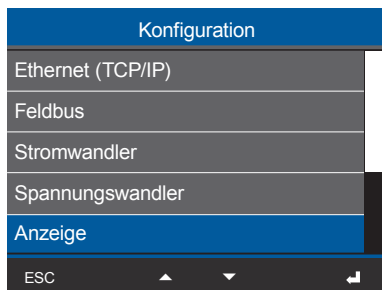 Konfiguration
Ethernet (TCP/IP)
Feldbus
Stromwandler
Spannungswandler
Anzeige
ESC